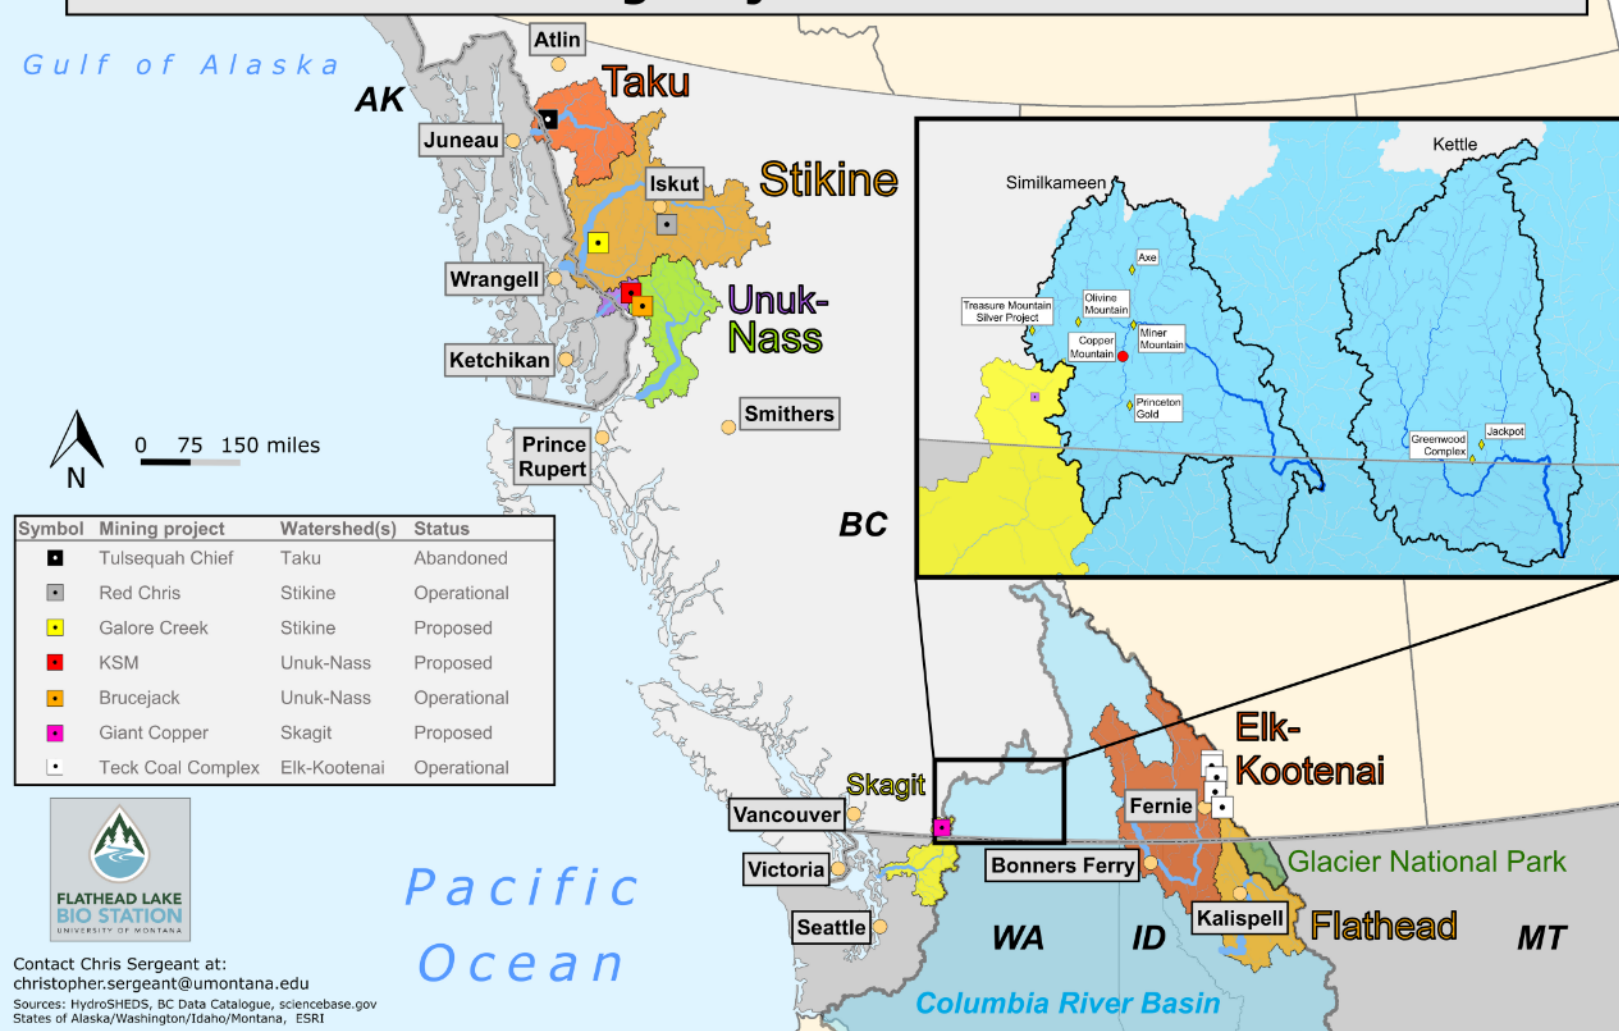 Gulf of Alaska
AK
Atlin
Taku
Juneau
Stikine
Iskut
Wrangell
Unuk-
Nass
Ketchikan
Smithers
Prince
Rupert
0 75 150 miles
N
BC
Symbol Mining project Watershed(s) Status
Tulsequah Chief Taku Abandoned
Red Chris Stikine Operational
Galore Creek Stikine Proposed
KSM Unuk-Nass Proposed
Brucejack Unuk-Nass Operational
Giant Copper Skagit Proposed
Teck Coal Complex Elk-Kootenai Operational
Kettle
Similkameen
Axe
Treasure Mountain
Silver Project
Olivine
Mountain
Miner
Mountain
Copper
Mountain
Princeton
Gold
Greenwood
Complex
Jackpot
Elk-
Kootenai
Skagit
Vancouver
Fernie
Victoria
Bonners Ferry
Glacier National Park
Kalispell
Flathead
Seattle
WA
ID
MT
Columbia River Basin
Pacific
Ocean
FLATHEAD LAKE
BIO STATION
UNIVERSITY OF MONTANA
Contact Chris Sergeant at:
christopher.sergeant@umontana.edu
Sources: HydroSHEDS, BC Data Catalogue, sciencebase.gov
States of Alaska/Washington/Idaho/Montana, ESRI